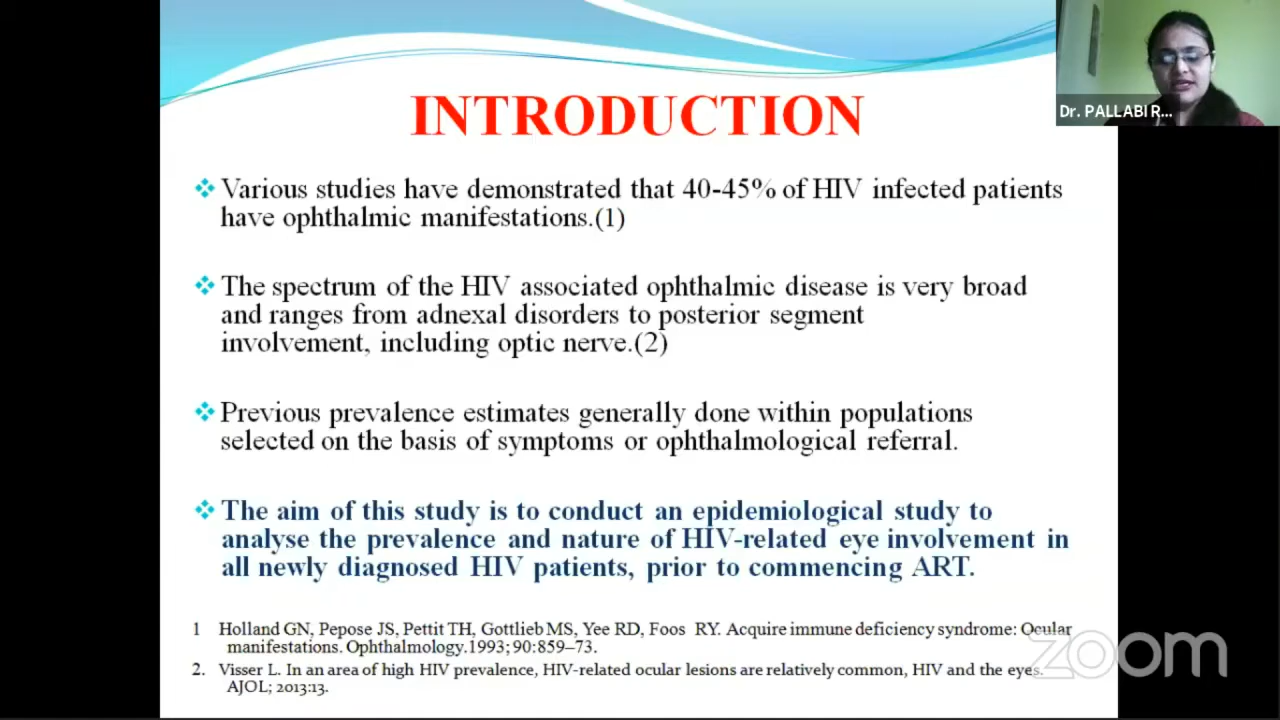 INTRODUCTION
Dr. PALLABI R...
Various studies have demonstrated that 40-45% of HIV infected patients
have ophthalmic manifestations.(1)
The spectrum of the HIV associated ophthalmic disease is very broad
and ranges from adnexal disorders to posterior segment
involvement, including optic nerve.(2)
Previous prevalence estimates generally done within populations
selected on the basis of symptoms or ophthalmological referral.
The aim of this study is to conduct an epidemiological study to
analyse the prevalence and nature of HIV-related eye involvement in
all newly diagnosed HIV patients, prior to commencing ART.
1 Holland GN, Pepose JS, Pettit TH, Gottlieb MS, Yee RD, Foos RY. Acquire immune deficiency syndrome: Ocular
manifestations. Ophthalmology.1993; 90:859–73.
2. Visser L. In an area of high HIV prevalence, HIV-related ocular lesions are relatively common, HIV and the eyes.
AJOL; 2013:13.
zoom